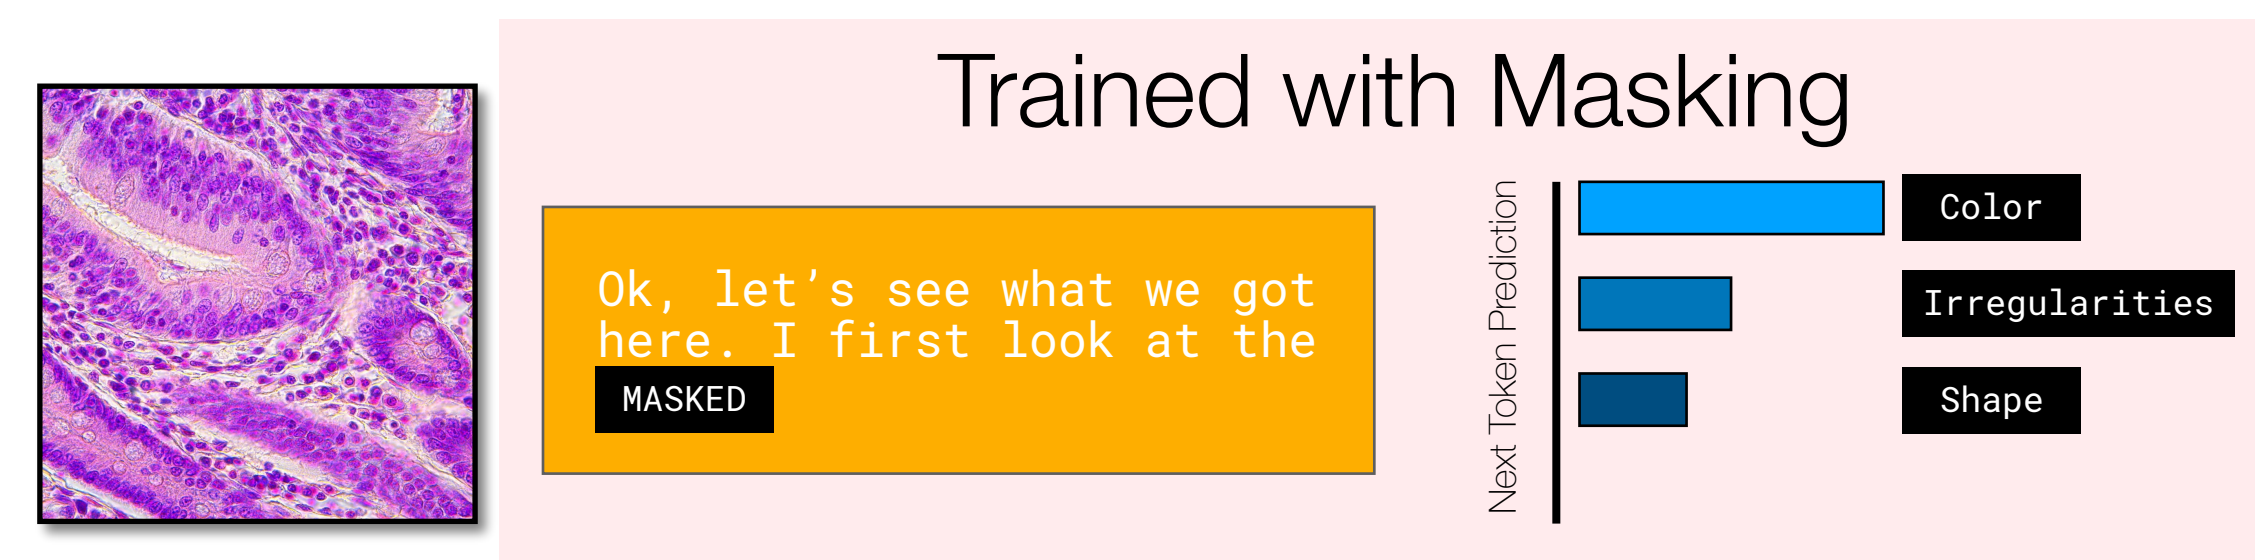 Trained with Masking
Ok, let’s see what we got
here. I first look at the
MASKED
Next Token Prediction
Color
Irregularities
Shape